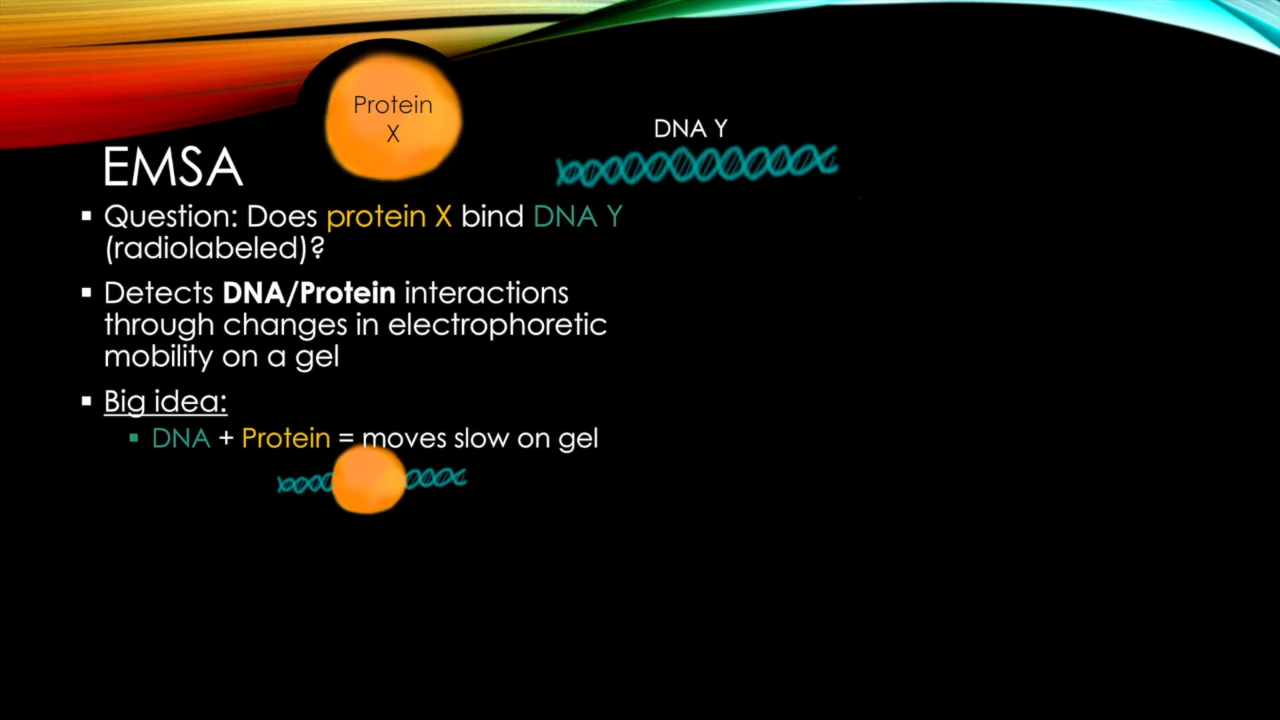 Protein
X
DNA Y
EMSA
▪ Question: Does protein X bind DNA Y
(radiolabeled)?
▪ Detects DNA/Protein interactions
through changes in electrophoretic
mobility on a gel
▪ Big idea:
▪ DNA + Protein = moves slow on gel